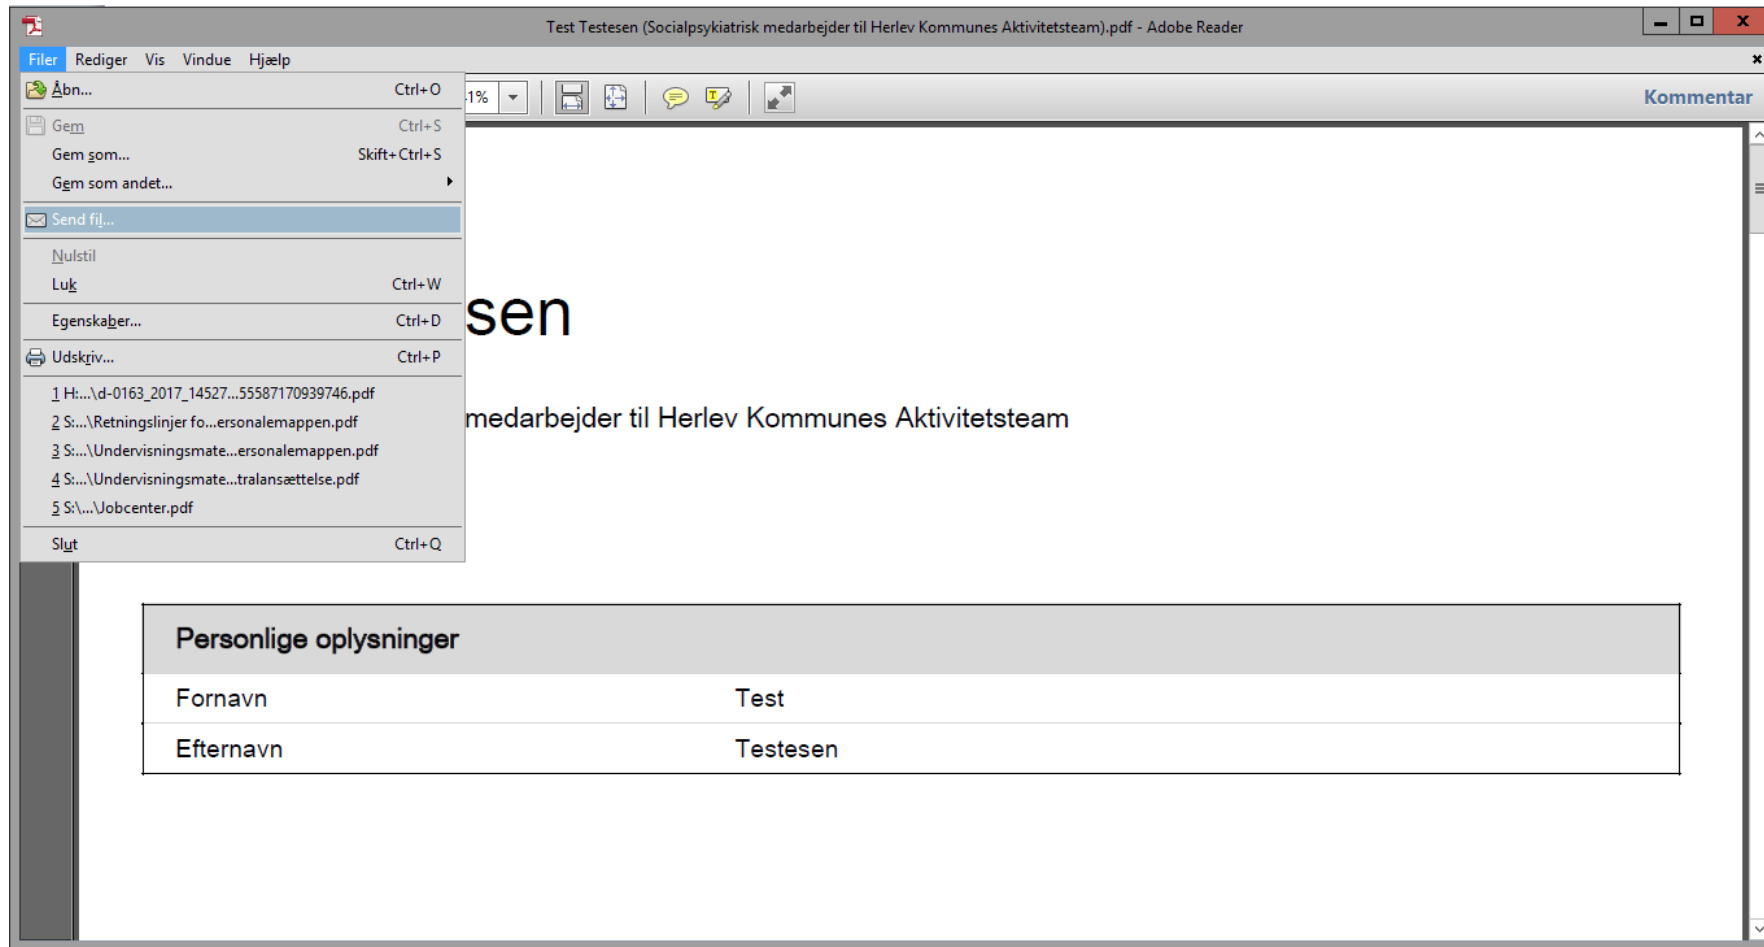 Test Testesen (Socialpsykiatrisk medarbejder til Herlev Kommunes Aktivitetsteam).pdf - Adobe Reader
Filer Rediger Vis Vindue Hjælp
Åbn... Ctrl+O
1% Kommentar
Gem Ctrl+S
Gem som... Skift+Ctrl+S
Gem som andet...
Send fil...
Nulstil
Luk Ctrl+W
Egenskaber... Ctrl+D
sen
Udskriv... Ctrl+P
1 H:...\d-0163_2017_14527...55587170939746.pdf
2 S:...\Retningslinjer fo...ersonalemappen.pdf
medarbejder til Herlev Kommunes Aktivitetsteam
3 S:...\Undervisningsmate...ersonalemappen.pdf
4 S:...\Undervisningsmate...tralansættelse.pdf
5 S:\...\Jobcenter.pdf
Slut Ctrl+Q
Personlige oplysninger
Fornavn Test
Efternavn Testesen